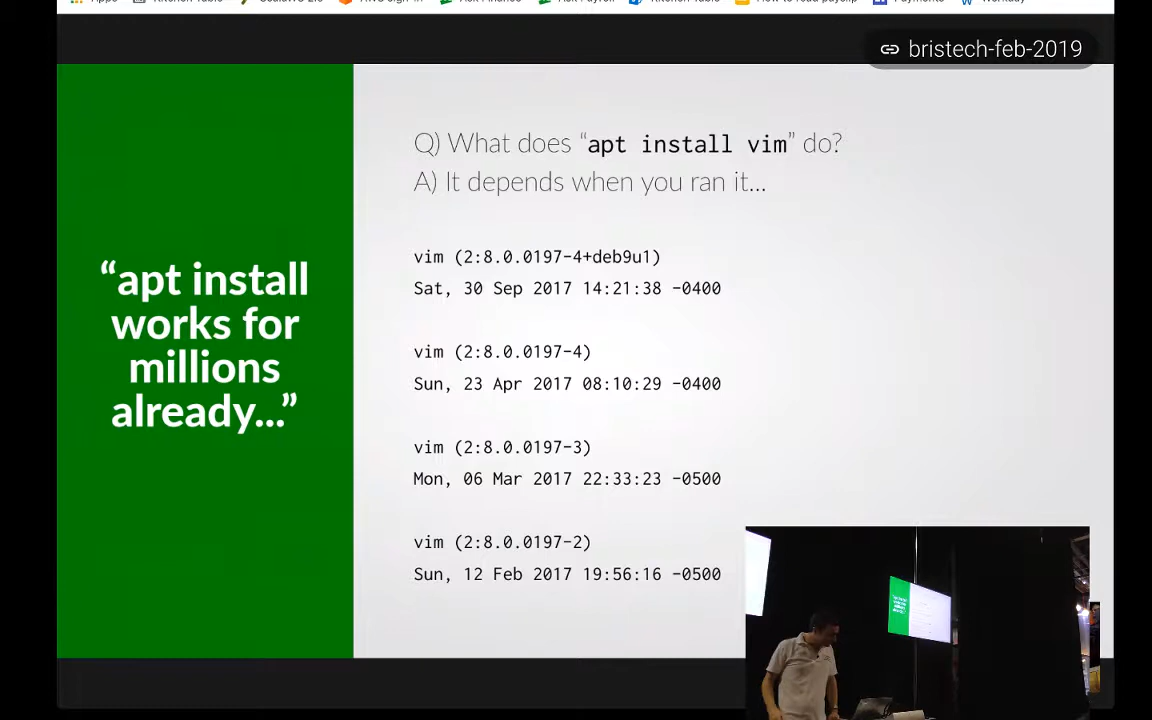 bristech-feb-2019
“apt install
works for
millions
already...”
Q) What does “apt install vim” do?
A) It depends when you ran it...
vim (2:8.0.0197-4+deb9u1)
Sat, 30 Sep 2017 14:21:38 -0400
vim (2:8.0.0197-4)
Sun, 23 Apr 2017 08:10:29 -0400
vim (2:8.0.0197-3)
Mon, 06 Mar 2017 22:33:23 -0500
vim (2:8.0.0197-2)
Sun, 12 Feb 2017 19:56:16 -0500